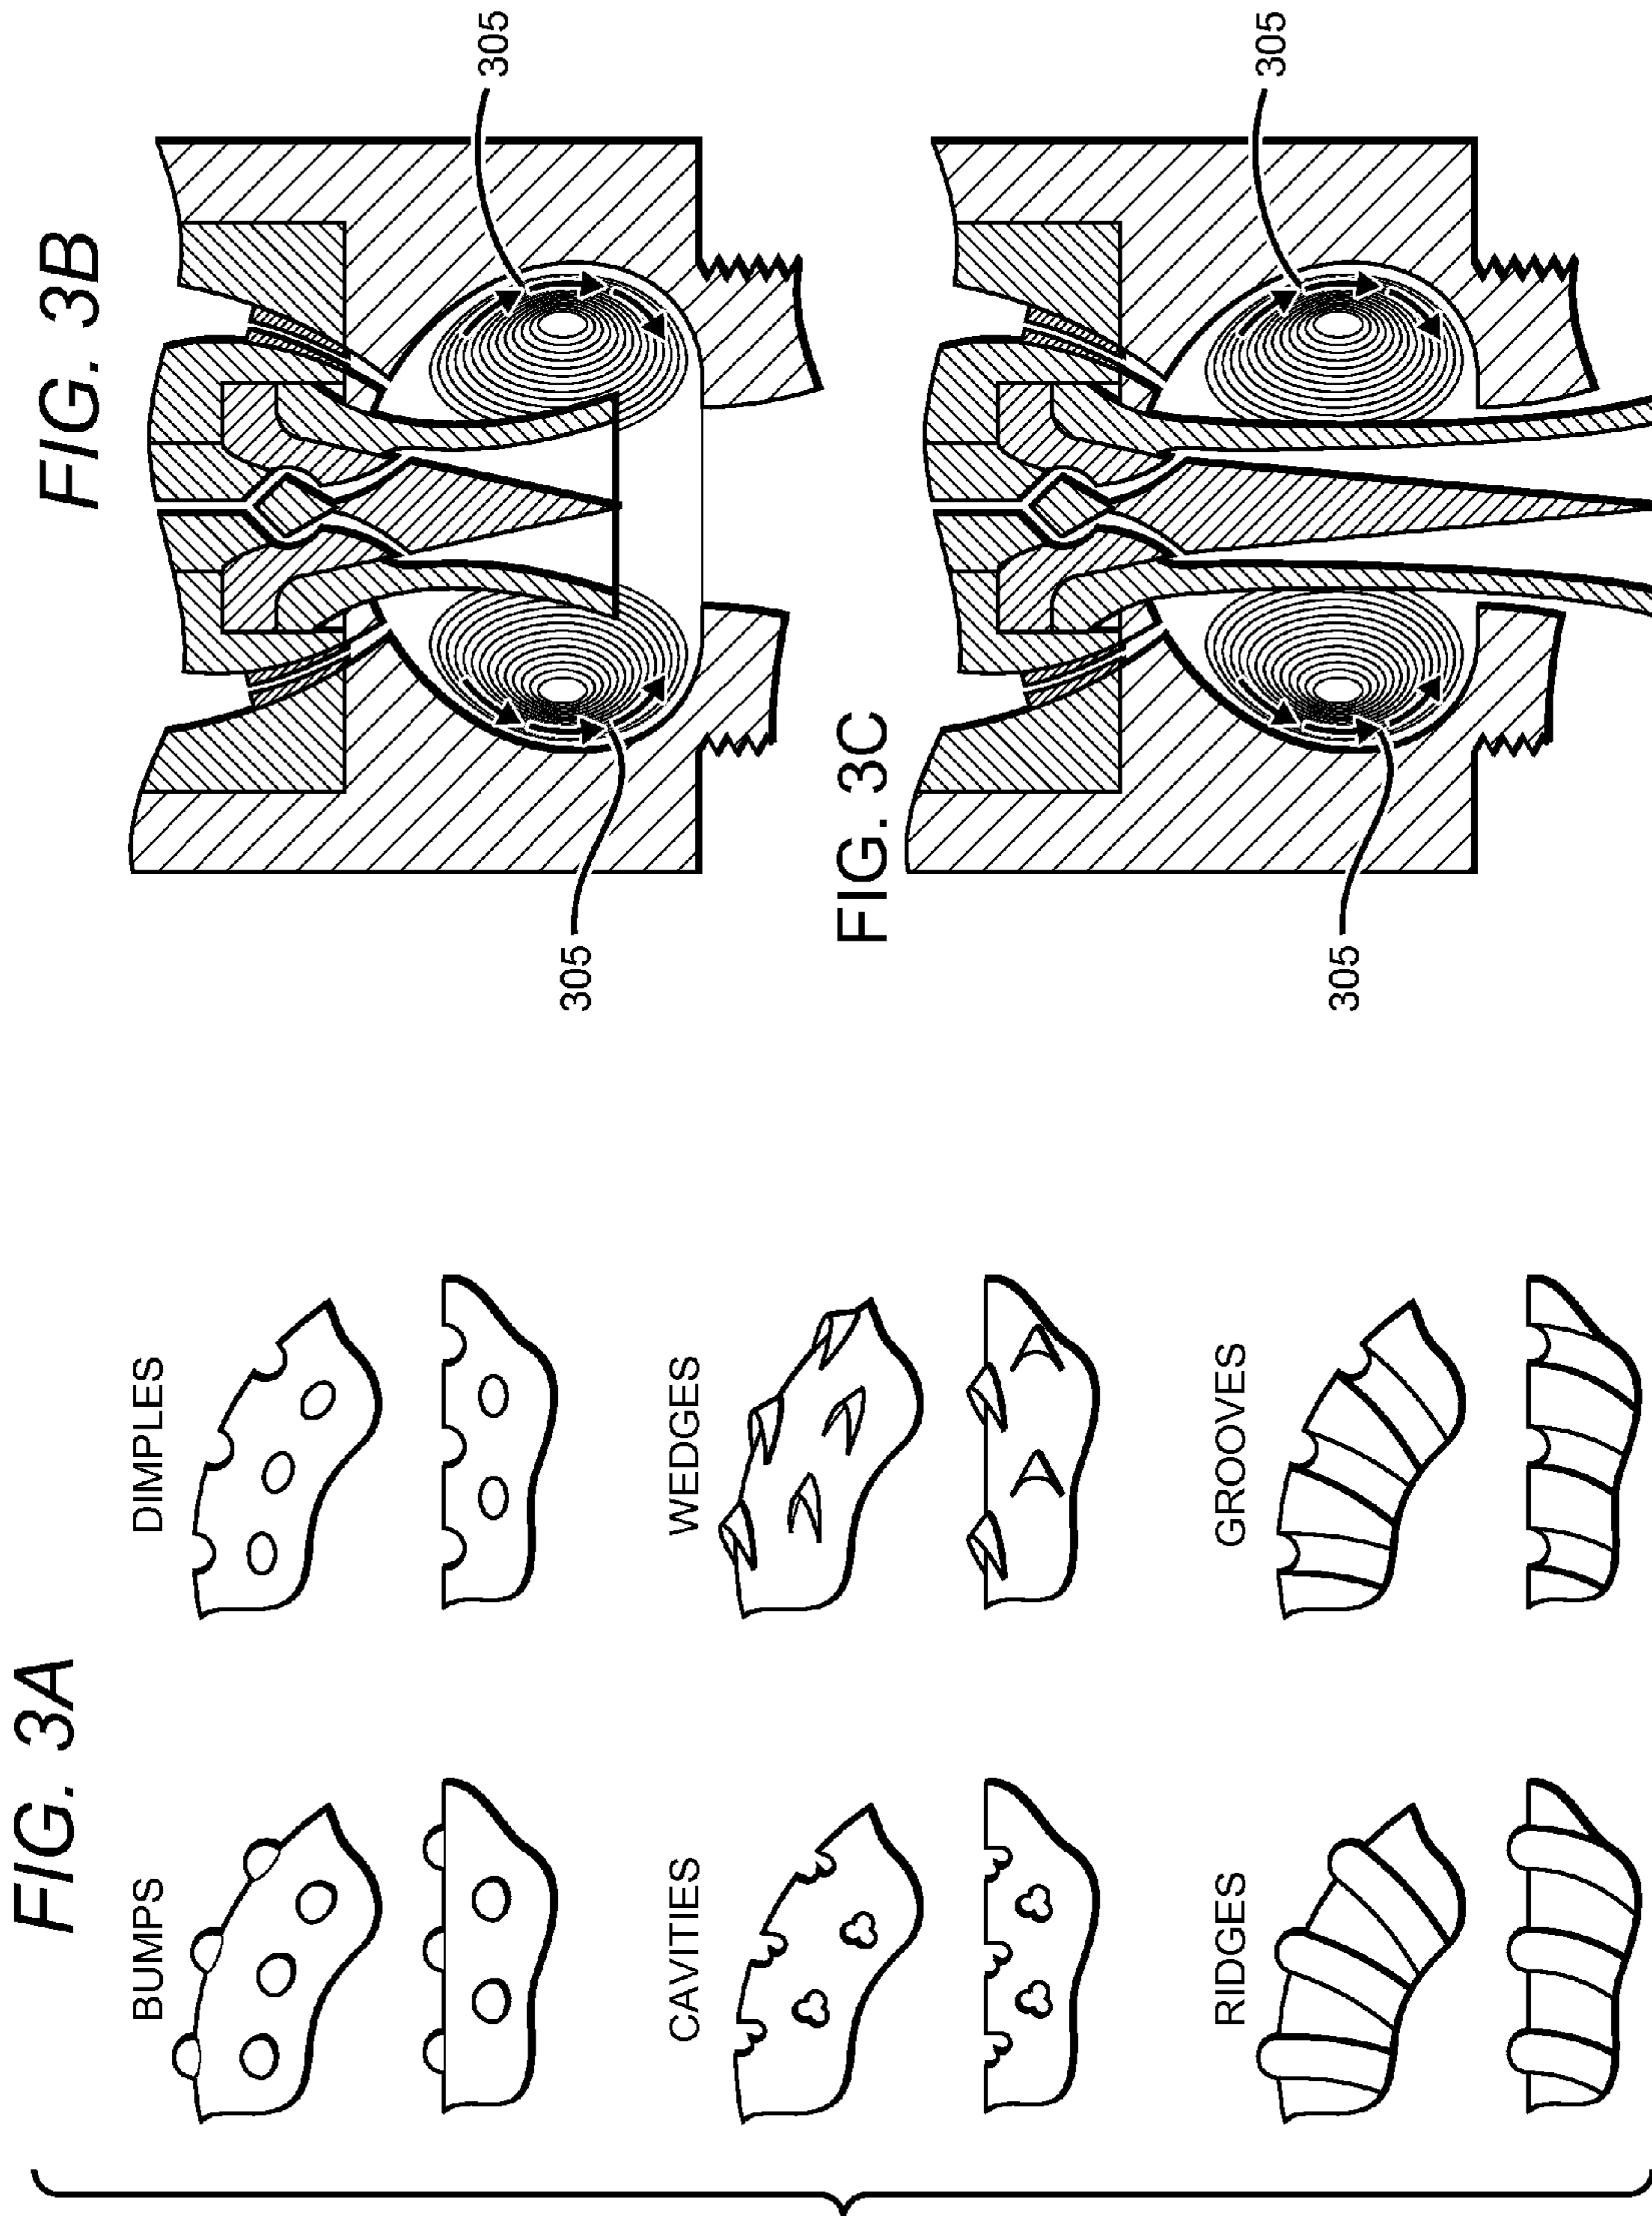 FIG. 3A
BUMPS
DIMPLES
CAVITIES
WEDGES
RIDGES
GROOVES
FIG. 3B
305
305
FIG. 3C
305
305